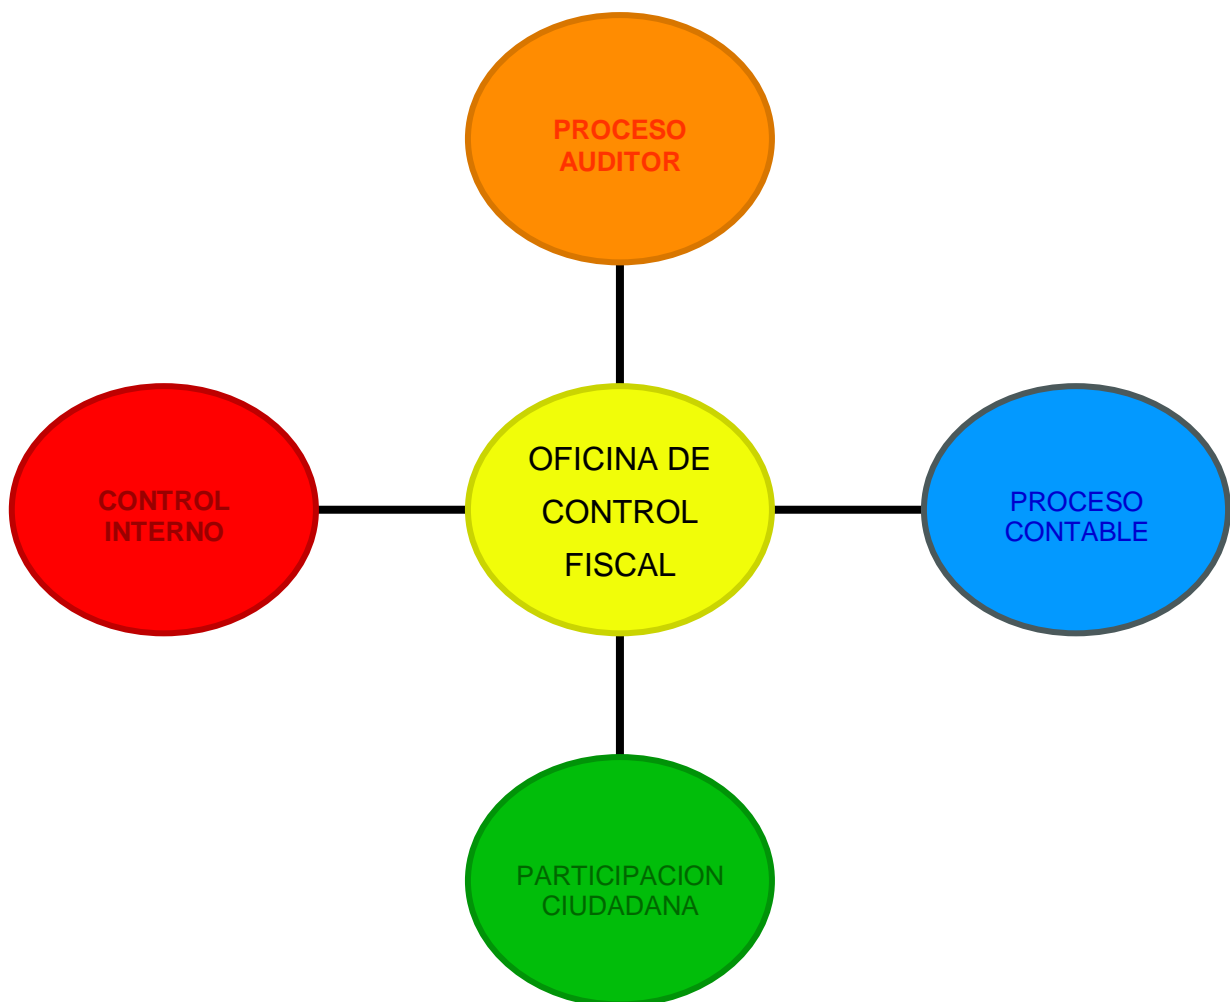 PROCESO
AUDITOR
CONTROL
INTERNO
OFICINA DE
CONTROL
FISCAL
PROCESO
CONTABLE
PARTICIPACION
CIUDADANA